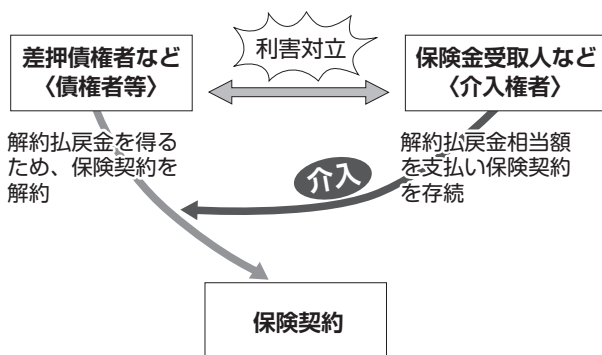 利害対立
差押債権者など
〈債権者等〉
保険金受取人など
〈介入権者〉
解約払戻金を得る
ため、保険契約を
解約
解約払戻金相当額
を支払い保険契約
を存続
介入
保険契約